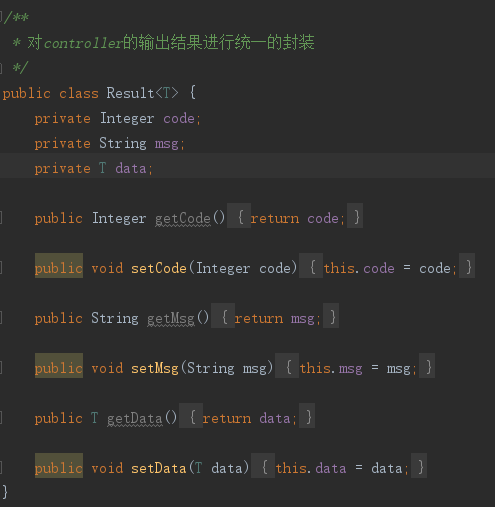 /**
 * 对controller的输出结果进行统一的封装
 */
public class Result<T> {
    private Integer code;
    private String msg;
    private T data;
    public Integer getCode() { return code; }
    public void setCode(Integer code) { this.code = code; }
    public String getMsg() { return msg; }
    public void setMsg(String msg) { this.msg = msg; }
    public T getData() { return data; }
    public void setData(T data) { this.data = data; }
}